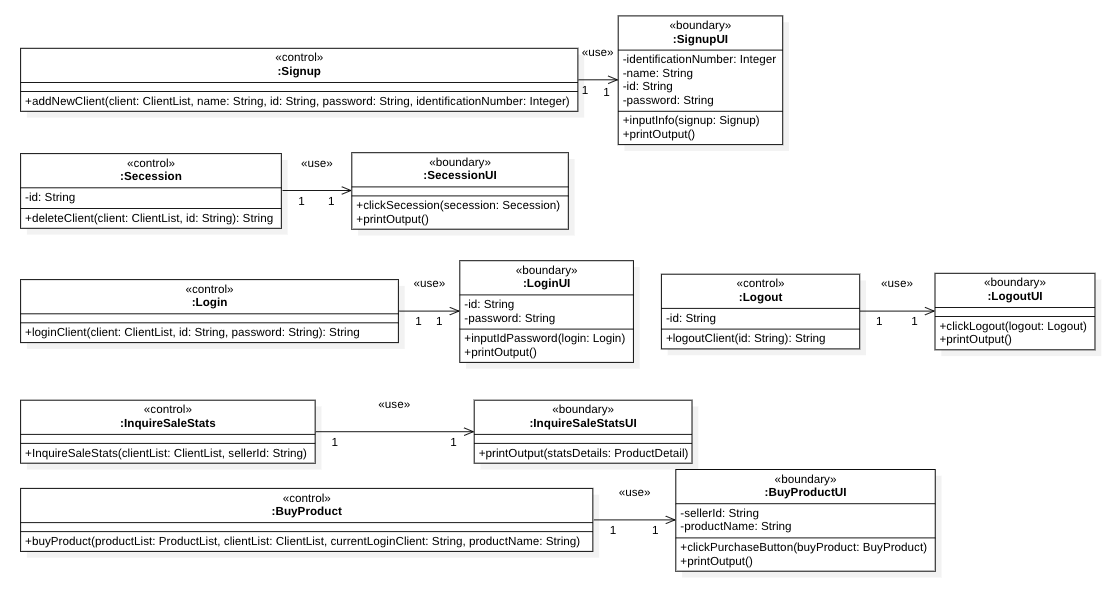 «control»
:Signup
+addNewClient(client: ClientList, name: String, id: String, password: String, identificationNumber: Integer)
«use»
1 1
«boundary»
:SignupUI
-identificationNumber: Integer
-name: String
-id: String
-password: String
+inputInfo(signup: Signup)
+printOutput()
«control»
:Secession
-id: String
+deleteClient(client: ClientList, id: String): String
«use»
1 1
«boundary»
:SecessionUI
+clickSecession(secession: Secession)
+printOutput()
«control»
:Login
+loginClient(client: ClientList, id: String, password: String): String
«use»
1 1
«boundary»
:LoginUI
-id: String
-password: String
+inputIdPassword(login: Login)
+printOutput()
«control»
:Logout
-id: String
+logoutClient(id: String): String
«use»
1 1
«boundary»
:LogoutUI
+clickLogout(logout: Logout)
+printOutput()
«control»
:InquireSaleStats
+InquireSaleStats(clientList: ClientList, sellerId: String)
«use»
1 1
«boundary»
:InquireSaleStatsUI
+printOutput(statsDetails: ProductDetail)
«control»
:BuyProduct
+buyProduct(productList: ProductList, clientList: ClientList, currentLoginClient: String, productName: String)
«use»
1 1
«boundary»
:BuyProductUI
-sellerId: String
-productName: String
+clickPurchaseButton(buyProduct: BuyProduct)
+printOutput()